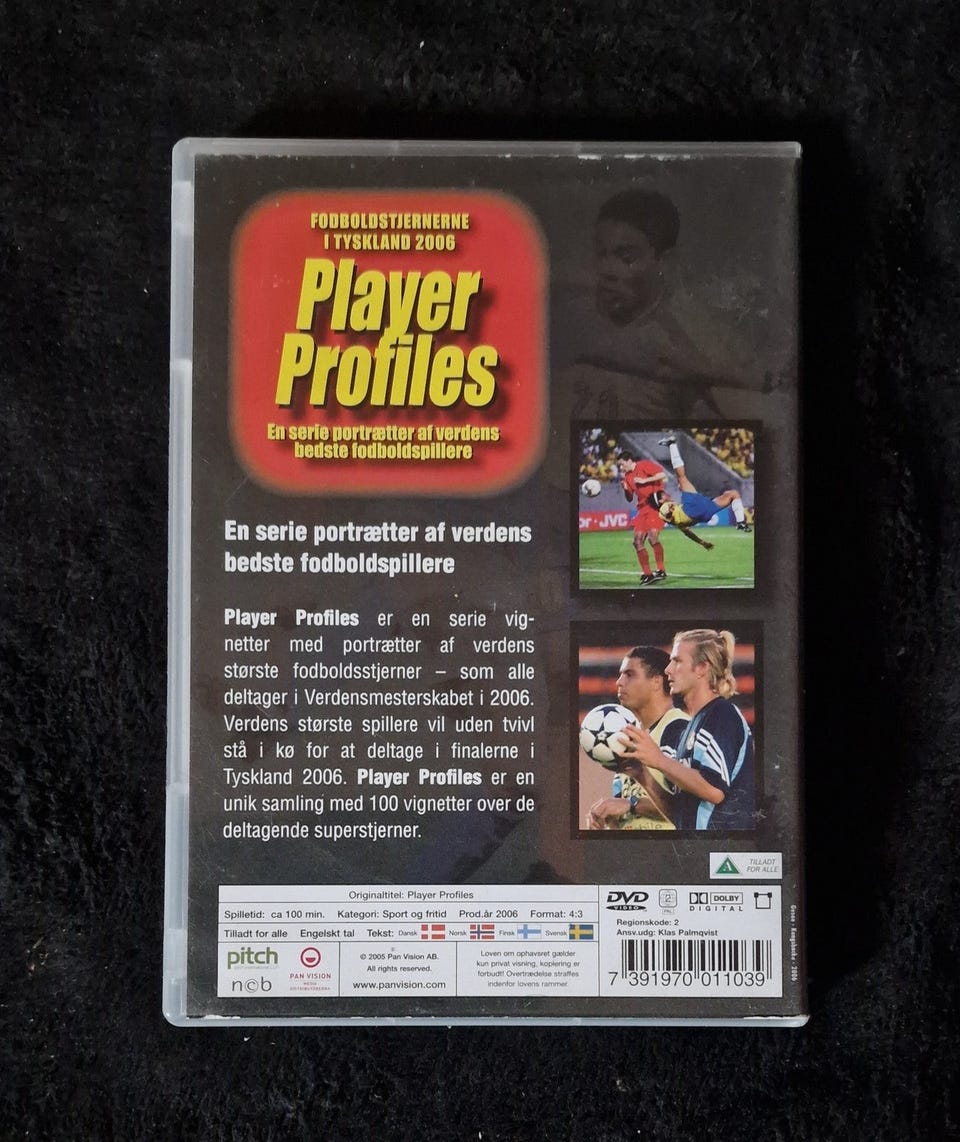 FODBOLDSTJERNERNE
I TYSKLAND 2006
Player
Profiles
En serie portrætter af verdens
bedste fodboldspillere
JVC
En serie portrætter af verdens
bedste fodboldspillere
Player Profiles er en serie vig-
netter med portrætter af verdens
største fodboldsstjerner – som alle
deltager i Verdensmesterskabet i 2006.
Verdens største spillere vil uden tvivl
stå i kø for at deltage i finalerne i
Tyskland 2006. Player Profiles er en
unik samling med 100 vignetter over de
deltagende superstjerner.
A TILLADT
FOR ALLE
Originaltitel: Player Profiles
Spilletid: ca 100 min. Kategori: Sport og fritid Prod.år 2006 Format: 4:3
Tilladt for alle Engelskt tal Tekst: Dansk Norsk Finsk Svensk
pitch
PAN VISION
ncb
©
© 2005 Pan Vision AB.
All rights reserved.
www.panvision.com
Loven om ophavsret gælder
kun privat visning, kopiering er
forbudt! Overtrædelse straffes
indenfor lovens rammer.
DVD
VIDEO
2
PAL
DOLBY
DIGITAL
Regionskode: 2
Ansv.udg: Klas Palmqvist
7 391970 011039